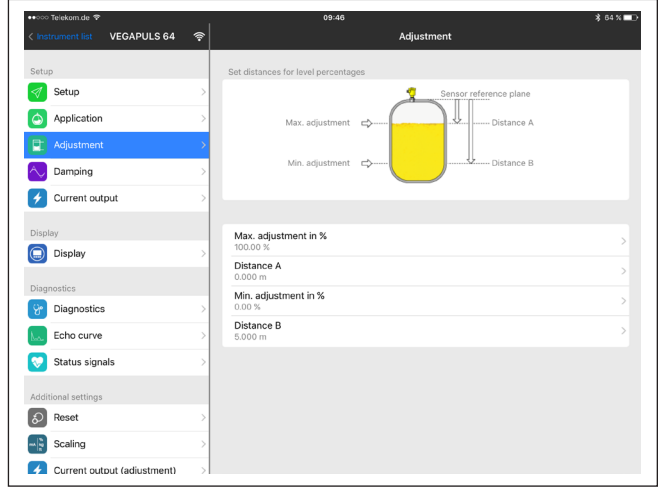 ●●○○○ Telekom.de 09:46 64 %
Instrument list VEGAPULS 64 Adjustment
Setup
Setup
Application
Adjustment
Damping
Current output
Display
Display
Diagnostics
Diagnostics
Echo curve
Status signals
Additional settings
Reset
Scaling
Current output (adjustment)
Set distances for level percentages
Sensor reference plane
Max. adjustment Distance A
Min. adjustment Distance B
Max. adjustment in %
100.00 %
Distance A
0.000 m
Min. adjustment in %
0.00 %
Distance B
5.000 m